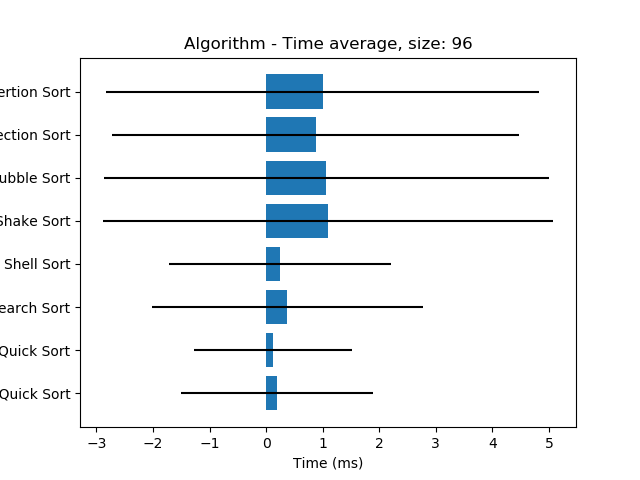 Algorithm - Time average, size: 96
ertion Sort
ection Sort
ubble Sort
Shake Sort
Shell Sort
earch Sort
Quick Sort
Quick Sort
−3 −2 −1 0 1 2 3 4 5
Time (ms)